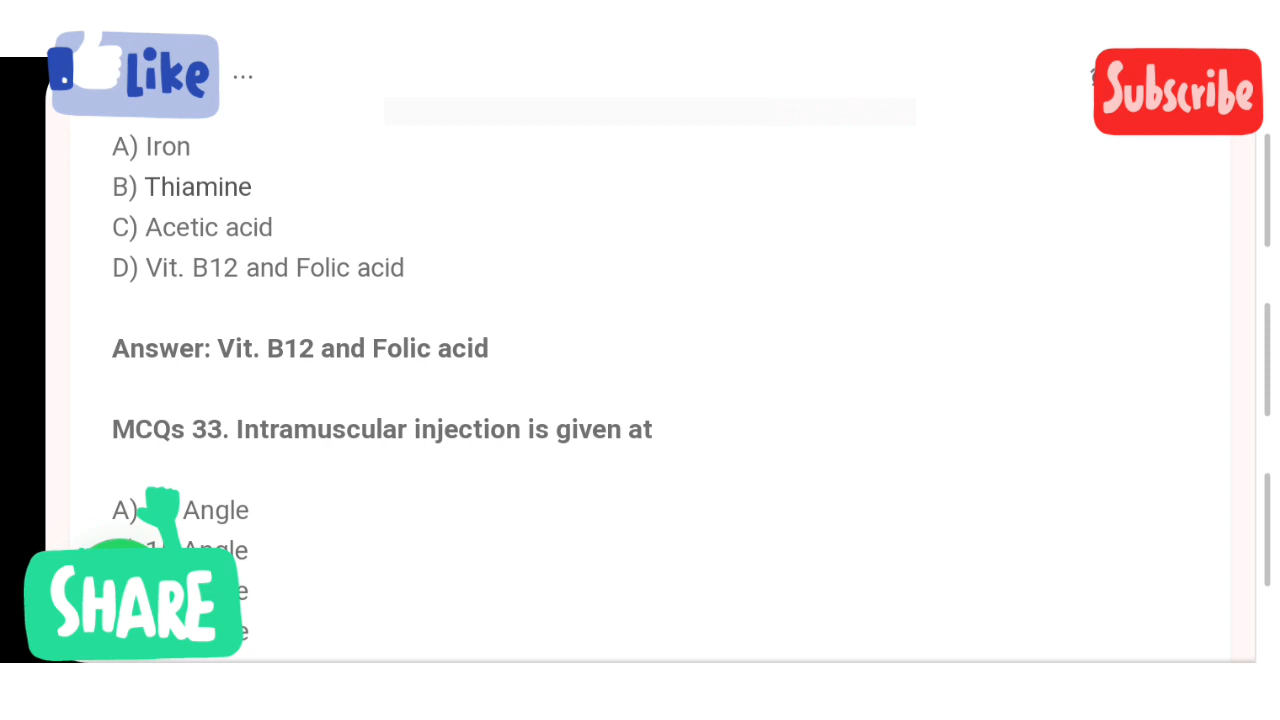 Like
...
Subscribe
A) Iron
B) Thiamine
C) Acetic acid
D) Vit. B12 and Folic acid
Answer: Vit. B12 and Folic acid
MCQs 33. Intramuscular injection is given at
A) Angle
Angle
SHARE